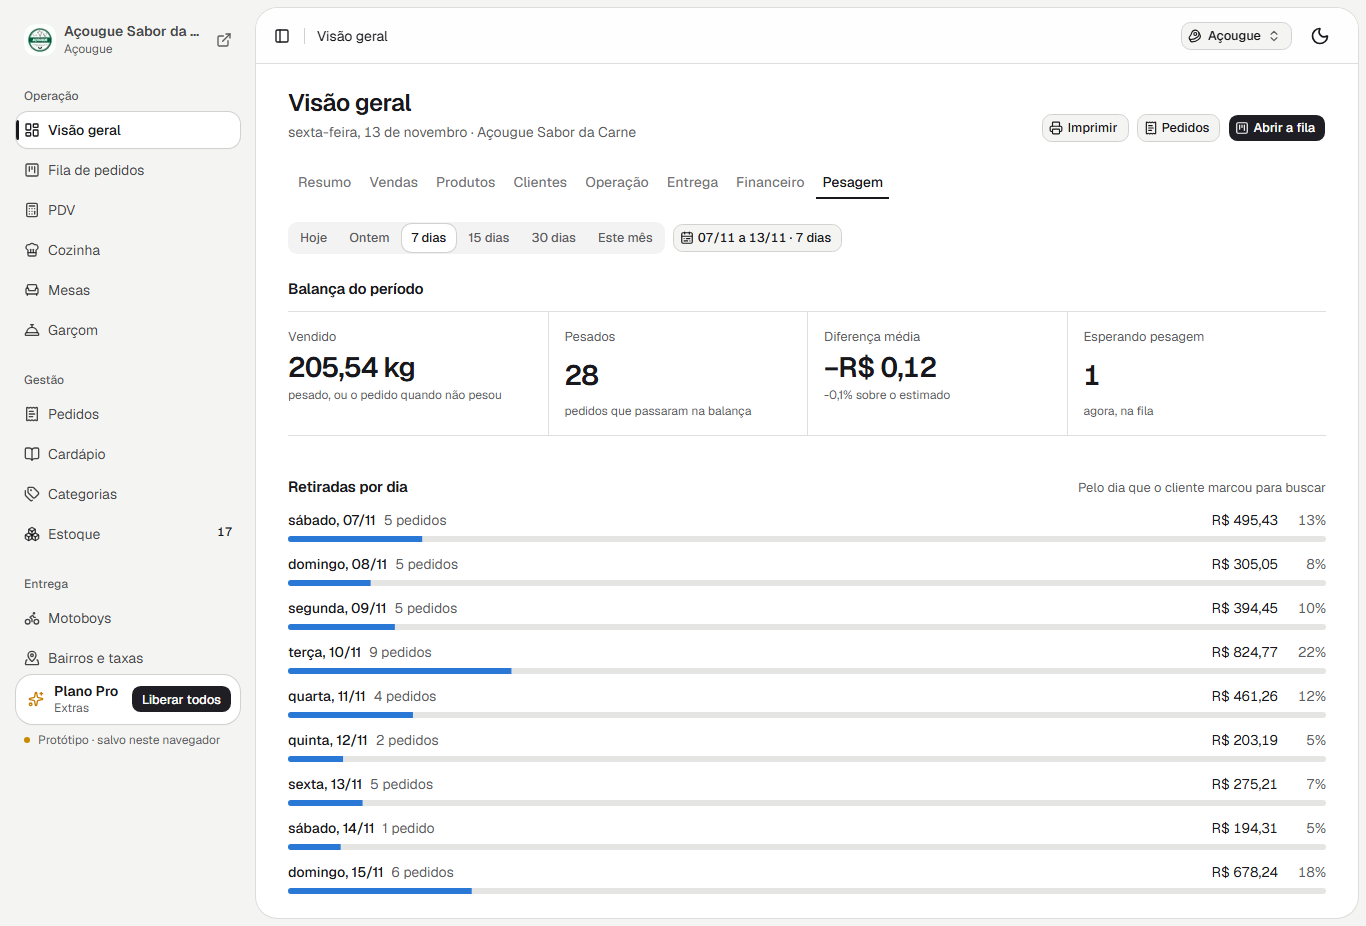 Açougue Sabor da ...
Açougue
Operação
Visão geral
Fila de pedidos
PDV
Cozinha
Mesas
Garçom
Gestão
Pedidos
Cardápio
Categorias
Estoque 17
Entrega
Motoboys
Bairros e taxas
Plano Pro
Extras
Liberar todos
Protótipo · salvo neste navegador
Visão geral
Açougue
Visão geral
sexta-feira, 13 de novembro · Açougue Sabor da Carne
Imprimir Pedidos Abrir a fila
Resumo Vendas Produtos Clientes Operação Entrega Financeiro Pesagem
Hoje Ontem 7 dias 15 dias 30 dias Este mês 07/11 a 13/11 · 7 dias
Balança do período
Vendido
205,54 kg
pesado, ou o pedido quando não pesou
Pesados
28
pedidos que passaram na balança
Diferença média
−R$ 0,12
-0,1% sobre o estimado
Esperando pesagem
1
agora, na fila
Retiradas por dia Pelo dia que o cliente marcou para buscar
sábado, 07/11 5 pedidos R$ 495,43 13%
domingo, 08/11 5 pedidos R$ 305,05 8%
segunda, 09/11 5 pedidos R$ 394,45 10%
terça, 10/11 9 pedidos R$ 824,77 22%
quarta, 11/11 4 pedidos R$ 461,26 12%
quinta, 12/11 2 pedidos R$ 203,19 5%
sexta, 13/11 5 pedidos R$ 275,21 7%
sábado, 14/11 1 pedido R$ 194,31 5%
domingo, 15/11 6 pedidos R$ 678,24 18%